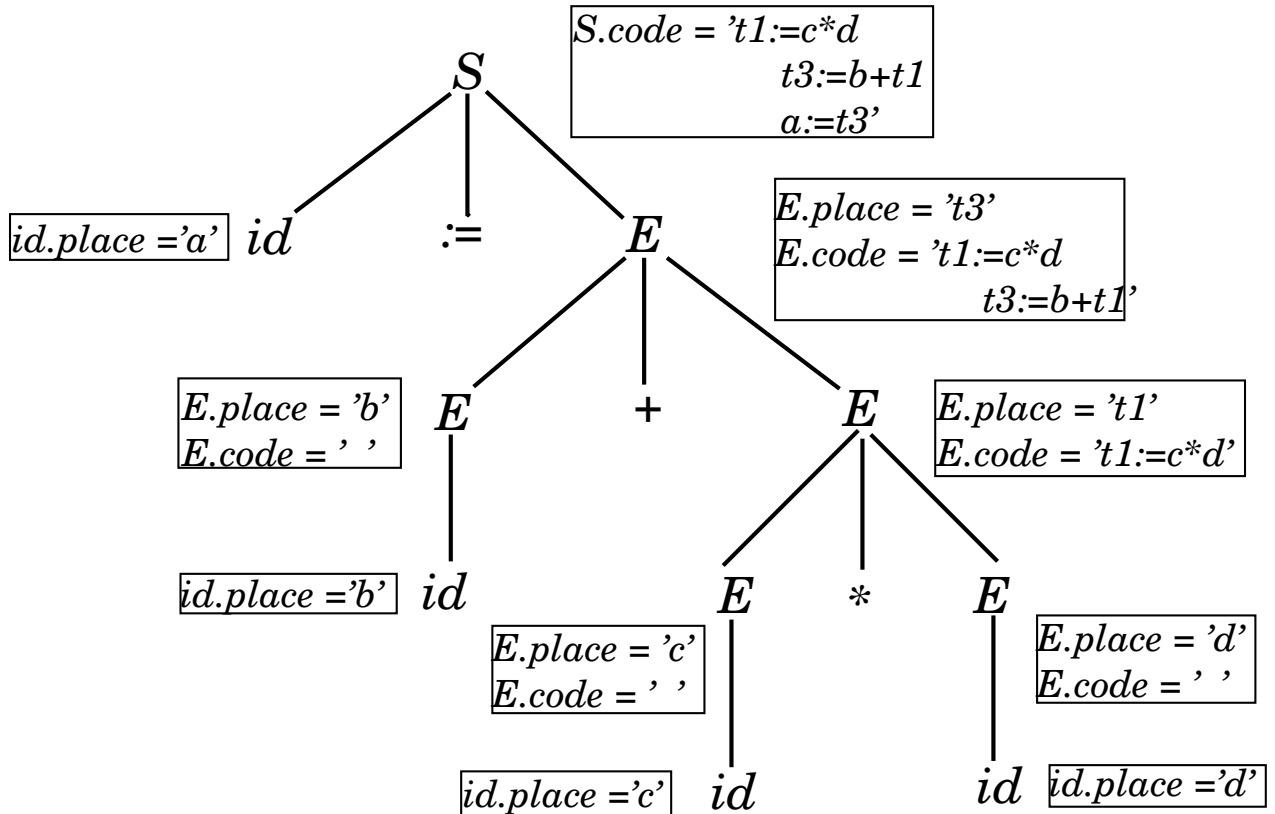 S.code = ’t1:=c*d
t3:=b+t1
a:=t3’
S
id.place =’a’
id
:=
E
E.place = ’t3’
E.code = ’t1:=c*d
t3:=b+t1’
E.place = ’b’
E.code = ’ ’
E
+
E
E.place = ’t1’
E.code = ’t1:=c*d’
id.place =’b’
id
E
*
E
E.place = ’c’
E.code = ’ ’
E.place = ’d’
E.code = ’ ’
id.place =’c’
id
id
id.place =’d’